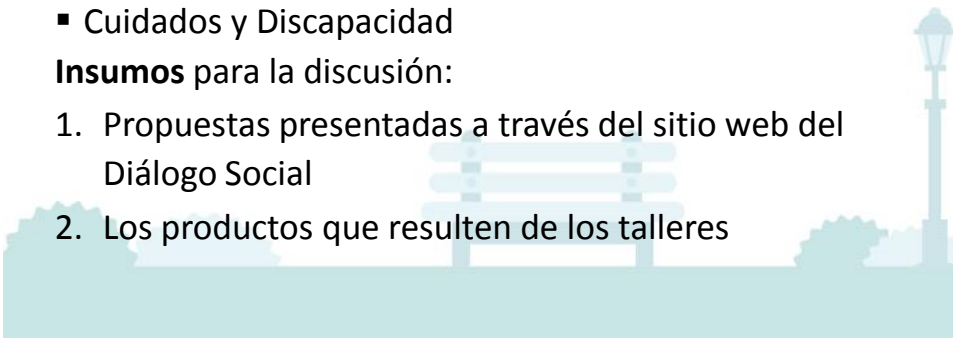 ▪ Cuidados y Discapacidad
Insumos para la discusión:
1. Propuestas presentadas a través del sitio web del
Diálogo Social
2. Los productos que resulten de los talleres